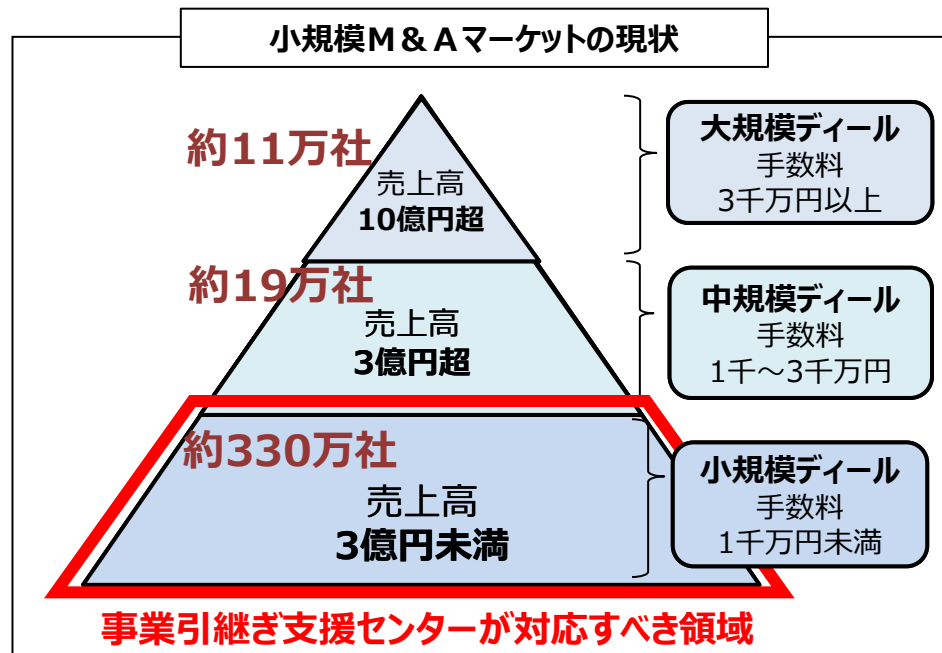 小規模М＆Aマーケットの現状
約11万社
売上高
10億円超
大規模ディール
手数料
3千万円以上
約19万社
売上高
3億円超
中規模ディール
手数料
1千～3千万円
約330万社
売上高
3億円未満
小規模ディール
手数料
1千万円未満
事業引継ぎ支援センターが対応すべき領域